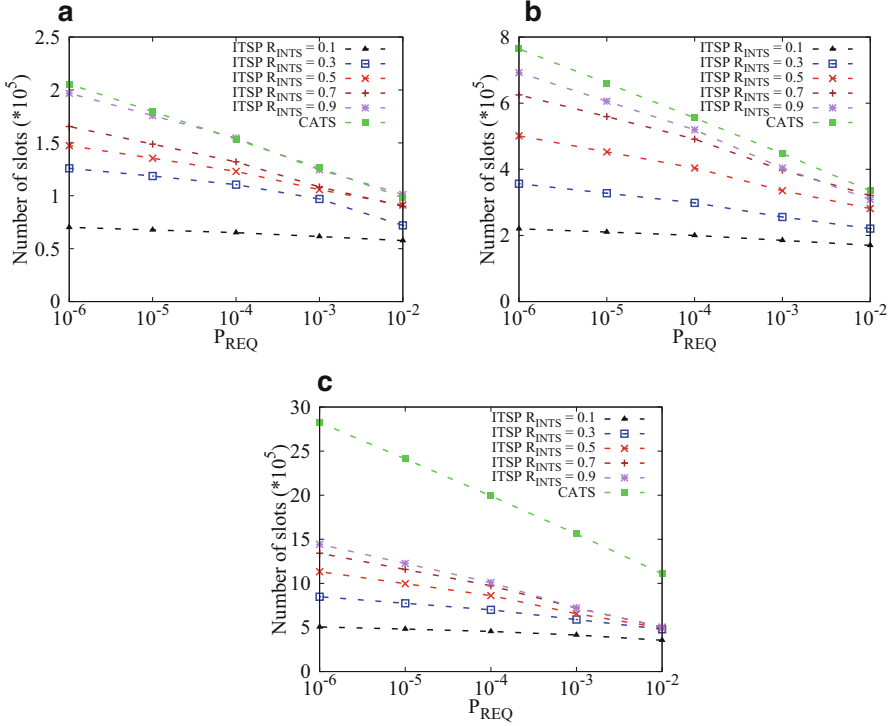 a
Number of slots (*10^5)
2.5
2
1.5
1
0.5
0
10^-6
10^-5
10^-4
10^-3
10^-2
P_REQ
ITSP R_INTS = 0.1
ITSP R_INTS = 0.3
ITSP R_INTS = 0.5
ITSP R_INTS = 0.7
ITSP R_INTS = 0.9
CATS
b
Number of slots (*10^5)
8
6
4
2
0
10^-6
10^-5
10^-4
10^-3
10^-2
P_REQ
ITSP R_INTS = 0.1
ITSP R_INTS = 0.3
ITSP R_INTS = 0.5
ITSP R_INTS = 0.7
ITSP R_INTS = 0.9
CATS
c
Number of slots (*10^5)
30
25
20
15
10
5
0
10^-6
10^-5
10^-4
10^-3
10^-2
P_REQ
ITSP R_INTS = 0.1
ITSP R_INTS = 0.3
ITSP R_INTS = 0.5
ITSP R_INTS = 0.7
ITSP R_INTS = 0.9
CATS